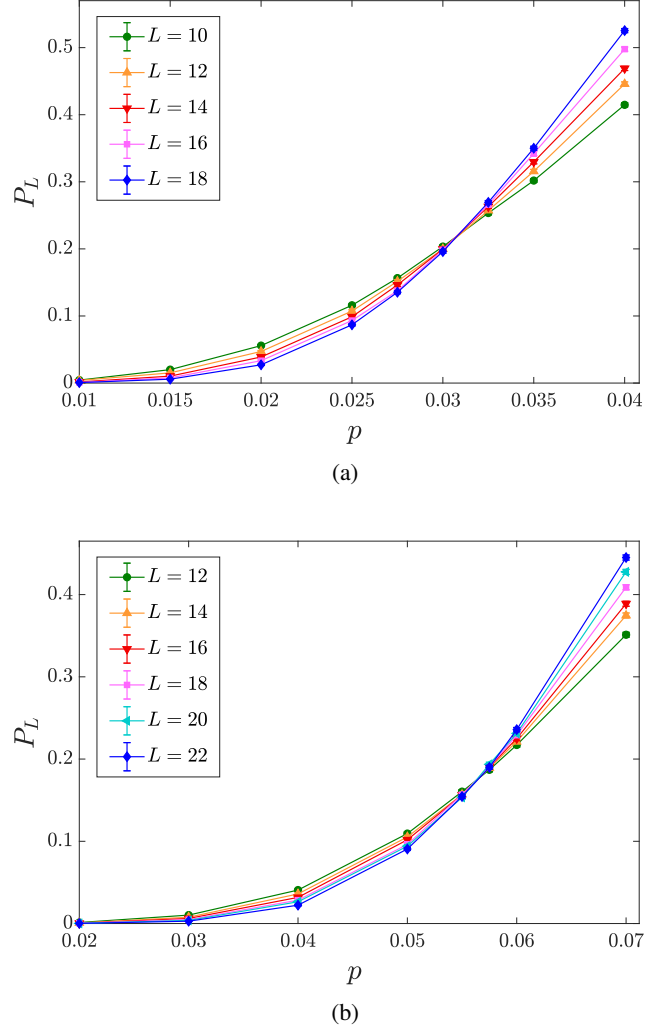 0.5
0.4
0.3
0.2
0.1
0
P_L
L = 10
L = 12
L = 14
L = 16
L = 18
0.01 0.015 0.02 0.025 0.03 0.035 0.04
p
(a)
0.4
0.3
0.2
0.1
0
P_L
L = 12
L = 14
L = 16
L = 18
L = 20
L = 22
0.02 0.03 0.04 0.05 0.06 0.07
p
(b)